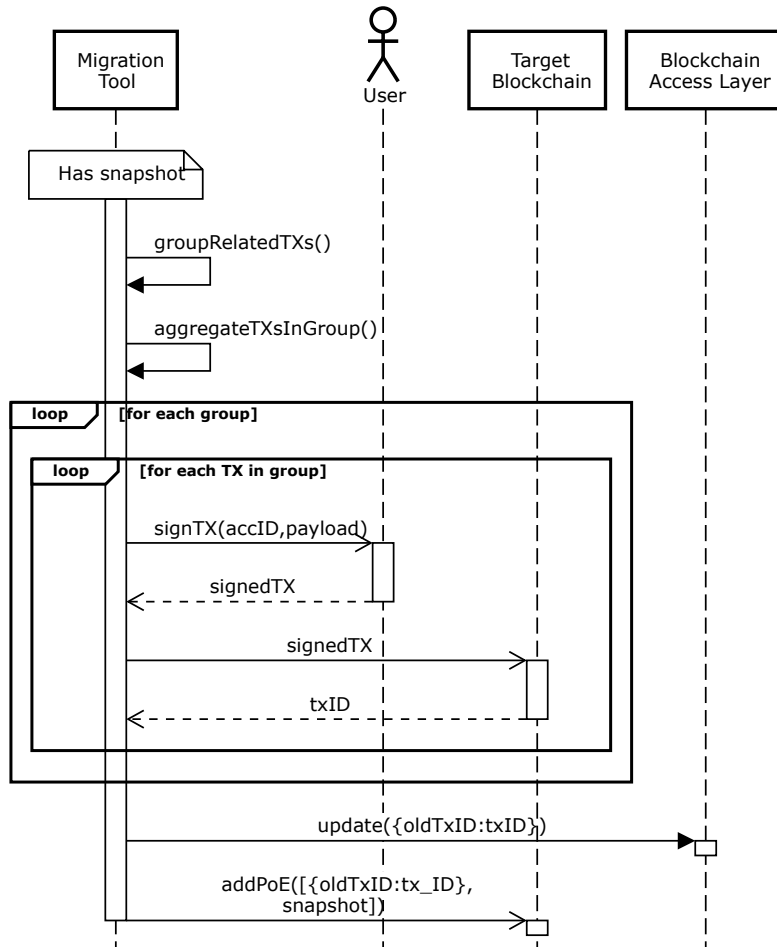 Migration
Tool
User
Target
Blockchain
Blockchain
Access Layer
Has snapshot
groupRelatedTXs()
aggregateTXsInGroup()
loop [for each group]
loop [for each TX in group]
signTX(accID,payload)
signedTX
signedTX
txID
update({oldTxID:txID})
addPoE([{oldTxID:tx_ID},
snapshot])